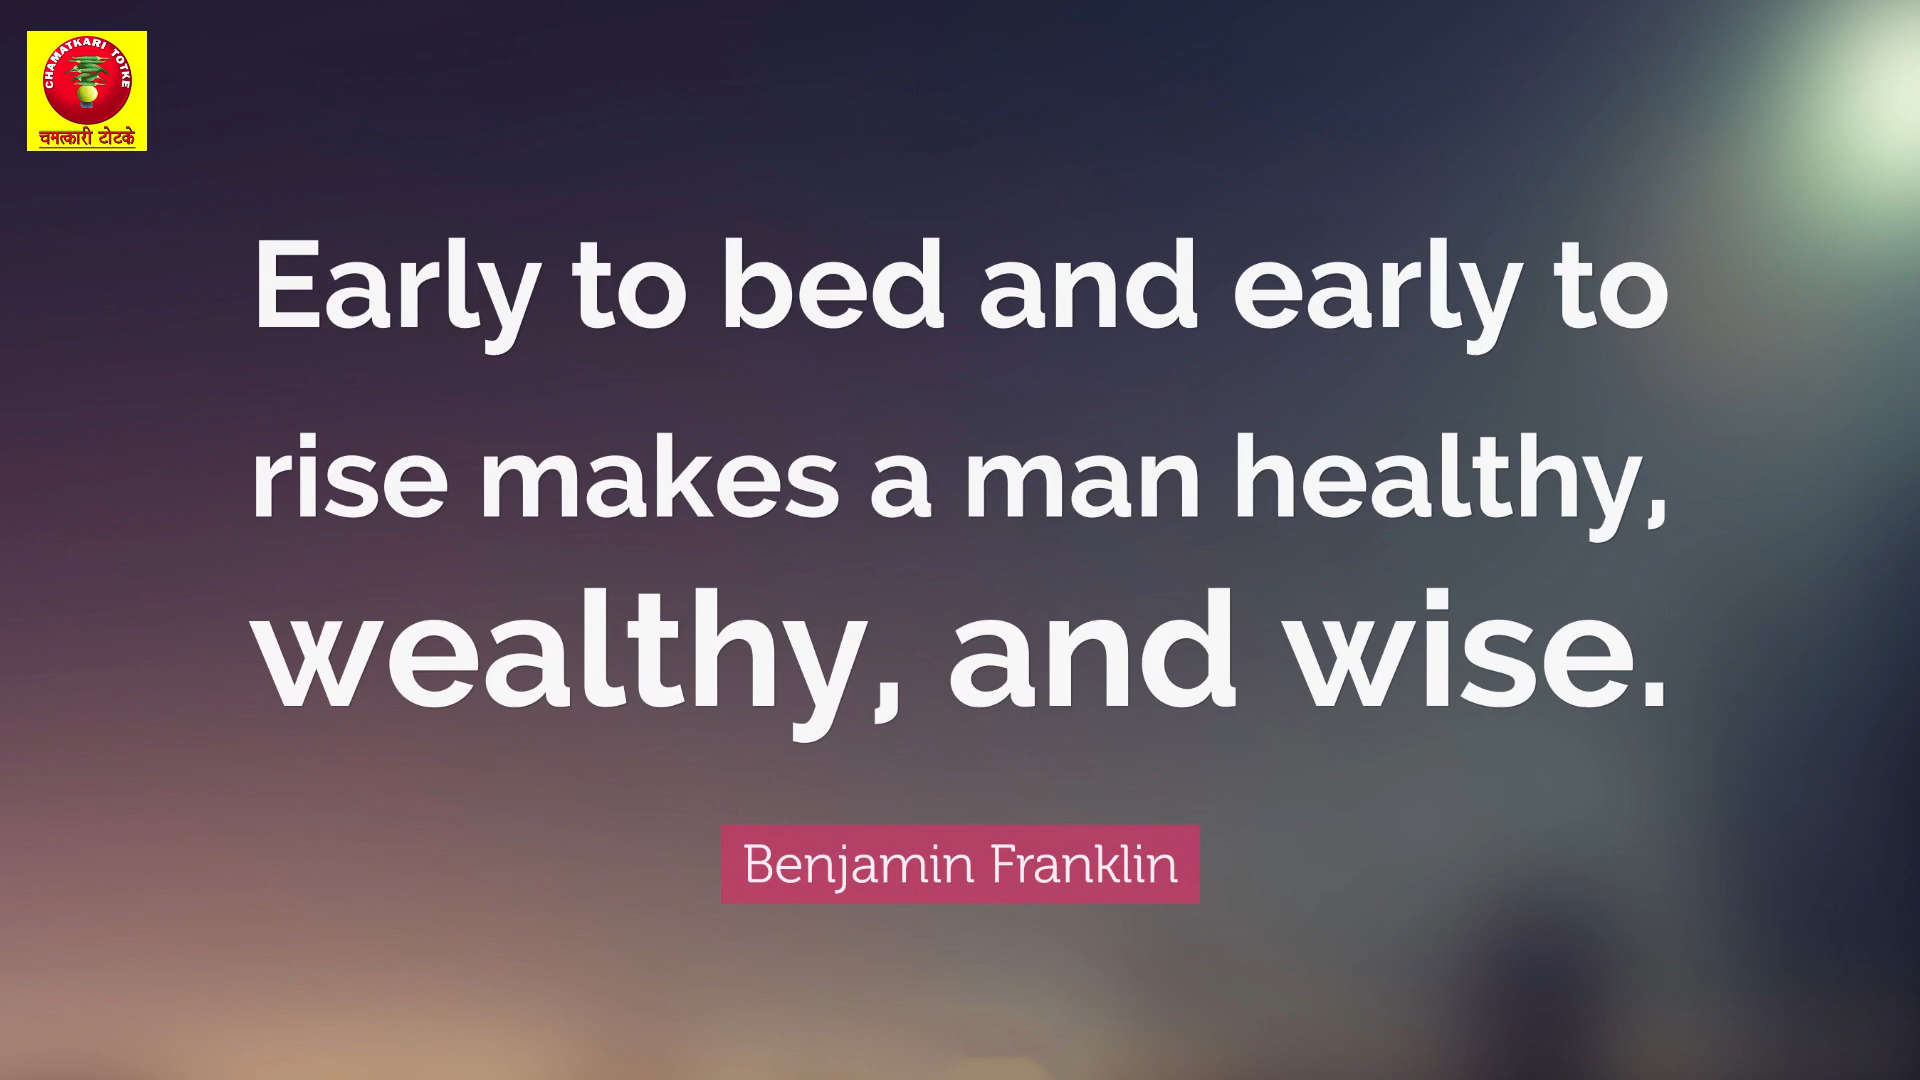 CHAMATKARI TOTKE
चमत्कारी टोटके
Early to bed and early to
rise makes a man healthy,
wealthy, and wise.
Benjamin Franklin